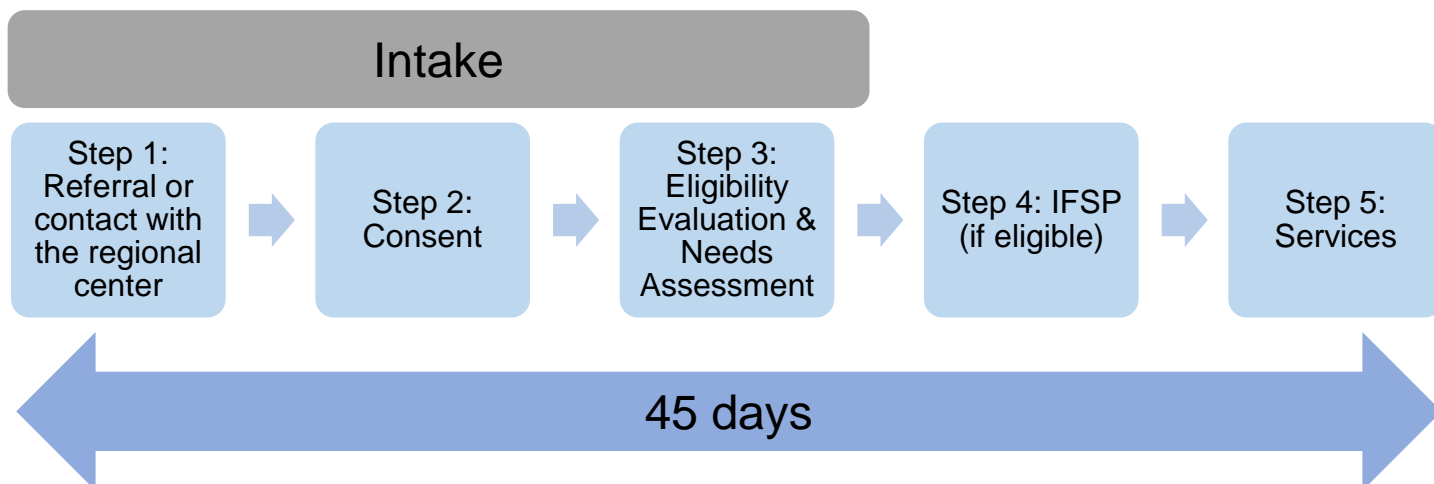 Intake
Step 1:
Referral or
contact with
the regional
center
Step 2:
Consent
Step 3:
Eligibility
Evaluation &
Needs
Assessment
Step 4: IFSP
(if eligible)
Step 5:
Services
45 days